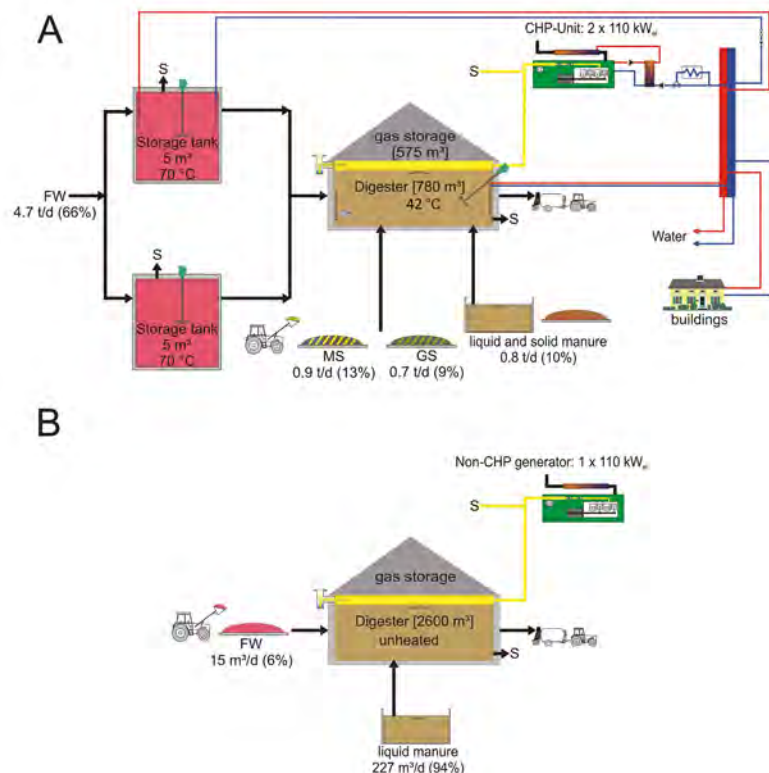 A
CHP-Unit: 2 x 110 kWel
S
S
Storage tank
5 m³
70 °C
gas storage
[575 m³]
Digester [780 m³]
42 °C
FW
4.7 t/d (66%)
S
Water
S
Storage tank
5 m³
70 °C
MS
0.9 t/d (13%)
GS
0.7 t/d (9%)
liquid and solid manure
0.8 t/d (10%)
buildings
B
Non-CHP generator: 1 x 110 kWel
S
gas storage
Digester [2600 m³]
unheated
FW
15 m³/d (6%)
S
liquid manure
227 m³/d (94%)